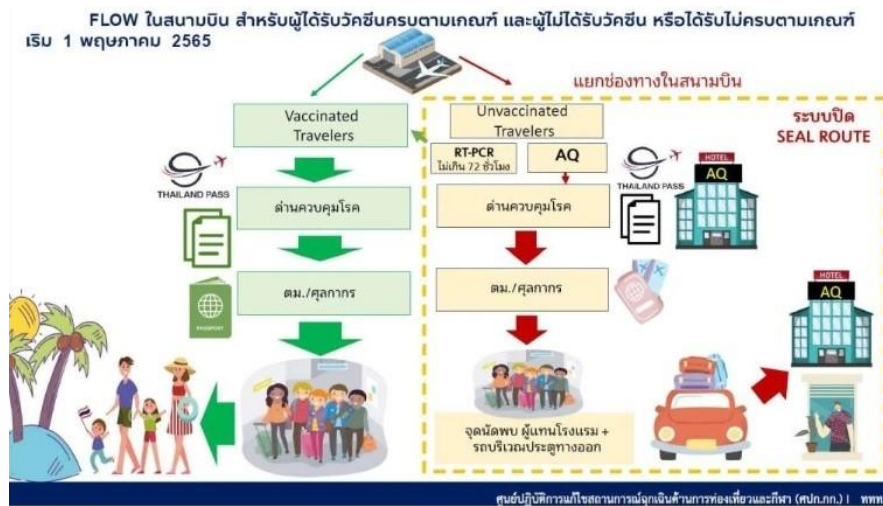 FLOW ในสนามบิน สำหรับผู้ได้รับวัคซีนครบตามเกณฑ์ และผู้ไม่ได้รับวัคซีน หรือได้รับไม่ครบตามเกณฑ์
เริ่ม 1 พฤษภาคม 2565
แยกช่องทางในสนามบิน
Vaccinated
Travelers
THAILAND PASS
ด่านควบคุมโรค
ตม./ศุลกากร
PASSPORT
Unvaccinated
Travelers
RT-PCR
ไม่เกิน 72 ชั่วโมง
AQ
THAILAND PASS
ด่านควบคุมโรค
ตม./ศุลกากร
จุดนัดพบ ผู้แทนโรงแรม +
รถบริเวณประตูทางออก
ระบบปิด
SEAL ROUTE
HOTEL
AQ
HOTEL
AQ
ศูนย์ปฏิบัติการแก้ไขสถานการณ์ฉุกเฉินด้านการท่องเที่ยวและกีฬา (ศปก.กก.) | ททท